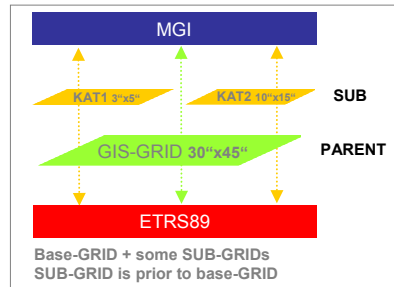 MGI
KAT1 3"x5" KAT2 10"x15" SUB
GIS-GRID 30"x45" PARENT
ETRS89
Base-GRID + some SUB-GRIDs
SUB-GRID is prior to base-GRID